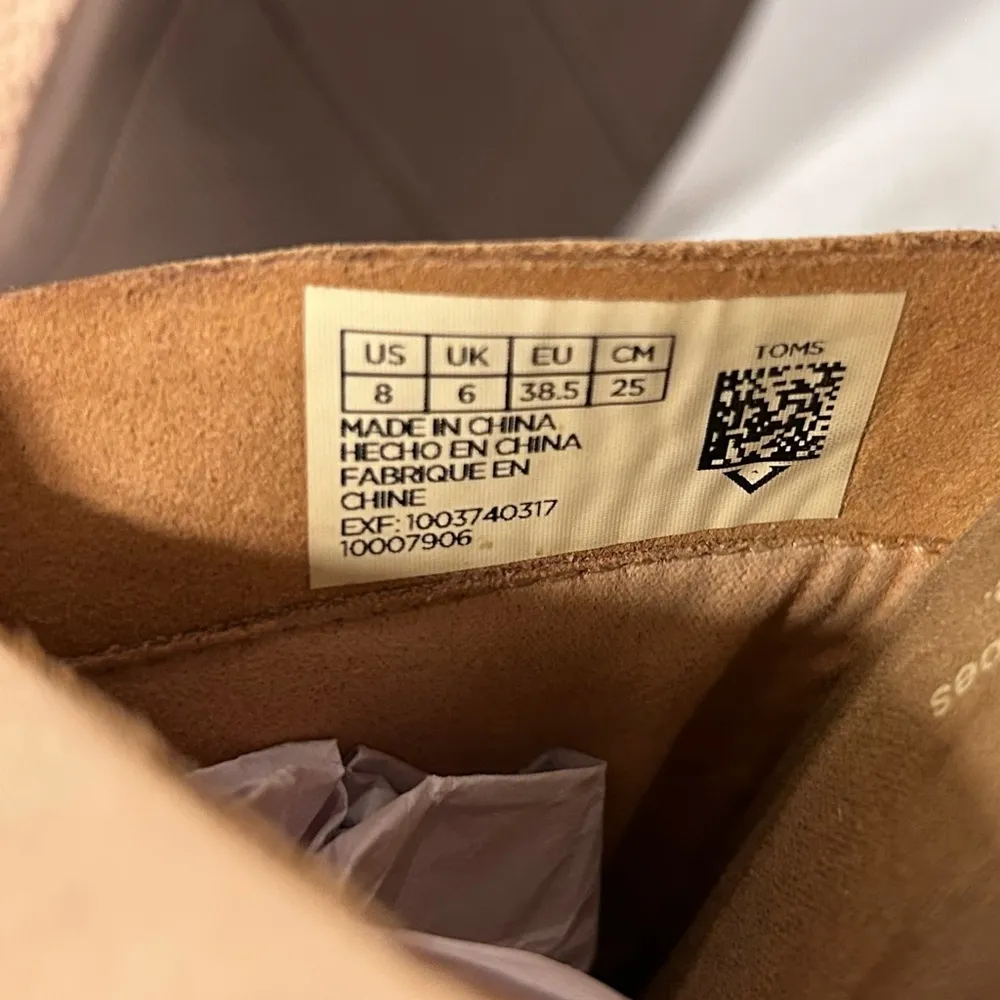 US UK EU CM
8 6 38.5 25
MADE IN CHINA
HECHO EN CHINA
FABRIQUE EN
CHINE
EXF: 1003740317
10007906
TOMS